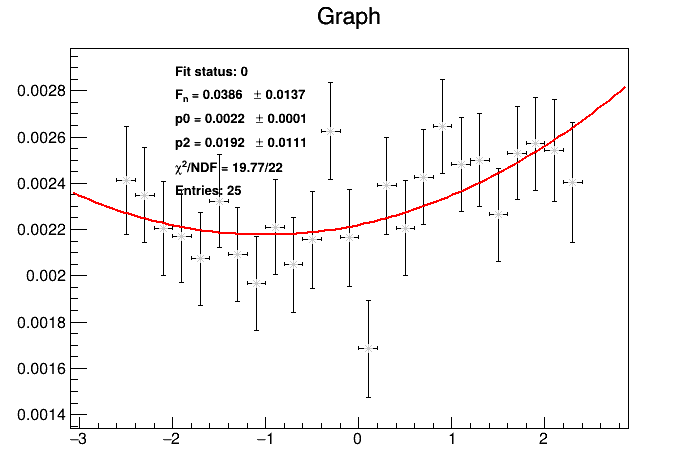 Graph
Fit status: 0
Fn = 0.0386 ± 0.0137
p0 = 0.0022 ± 0.0001
p2 = 0.0192 ± 0.0111
χ²/NDF = 19.77/22
Entries: 25
0.0028
0.0026
0.0024
0.0022
0.002
0.0018
0.0016
0.0014
−3 −2 −1 0 1 2